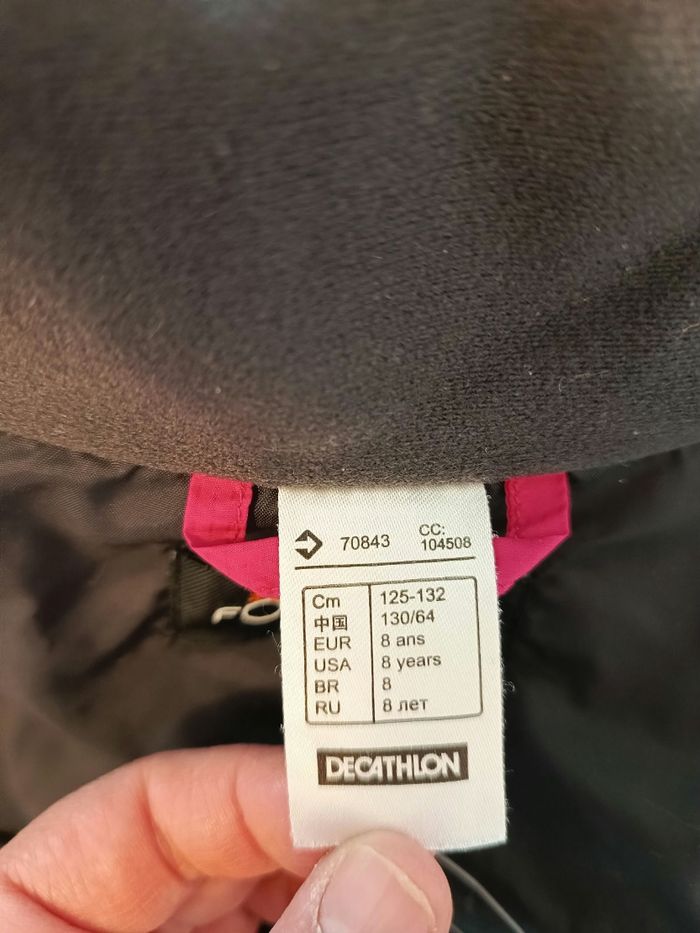 70843 CC:
104508
Cm 125-132
中国 130/64
EUR 8 ans
USA 8 years
BR 8
RU 8 лет
DECATHLON